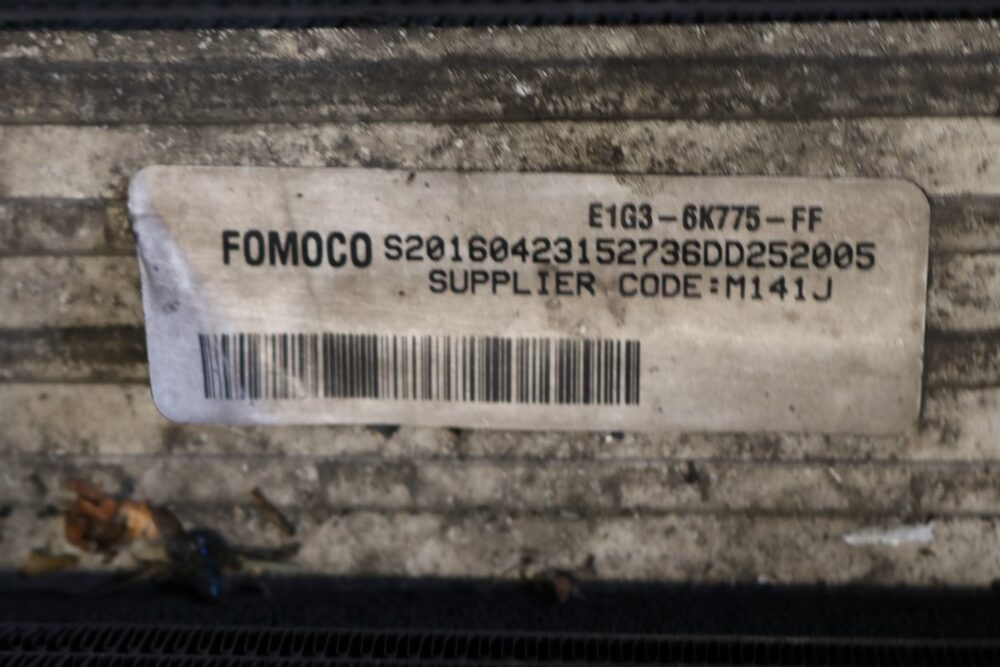 E1G3-6K775-FF
FOMOCO S20160423152736DD252005
SUPPLIER CODE:M141J